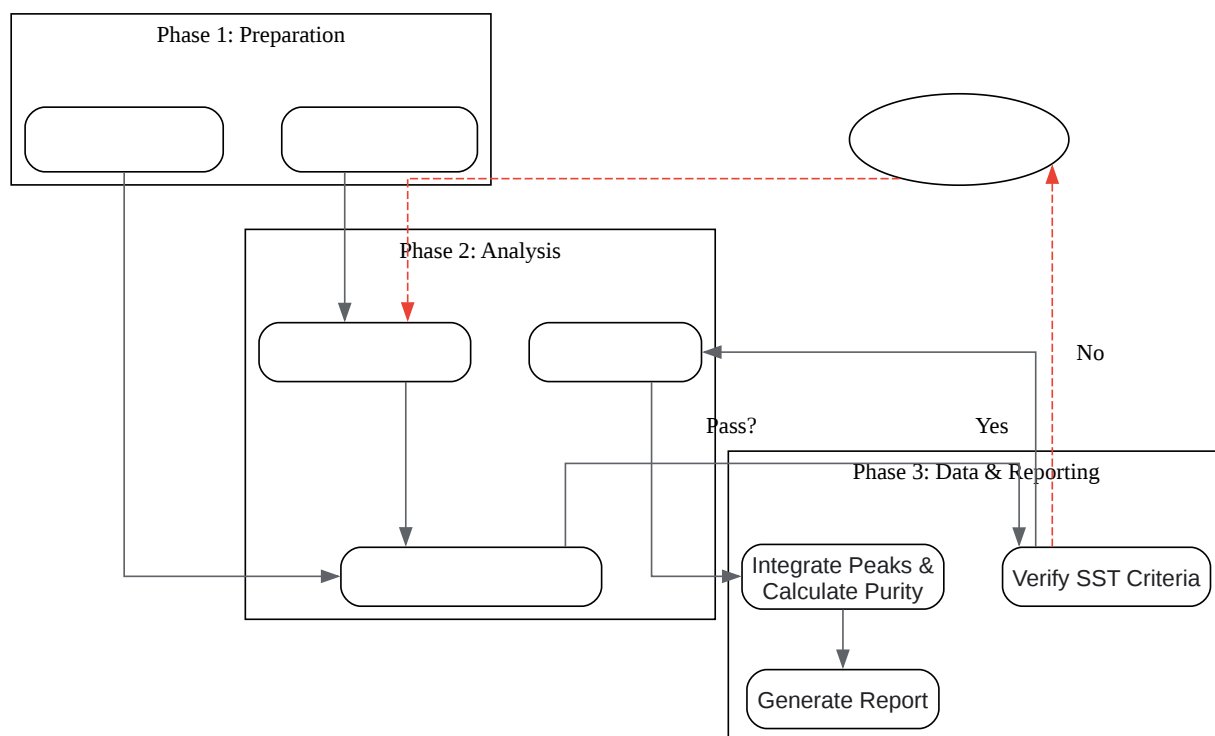 Phase 1: Preparation
Phase 2: Analysis
No
Pass?
Yes
Phase 3: Data & Reporting
Integrate Peaks &
Calculate Purity
Verify SST Criteria
Generate Report